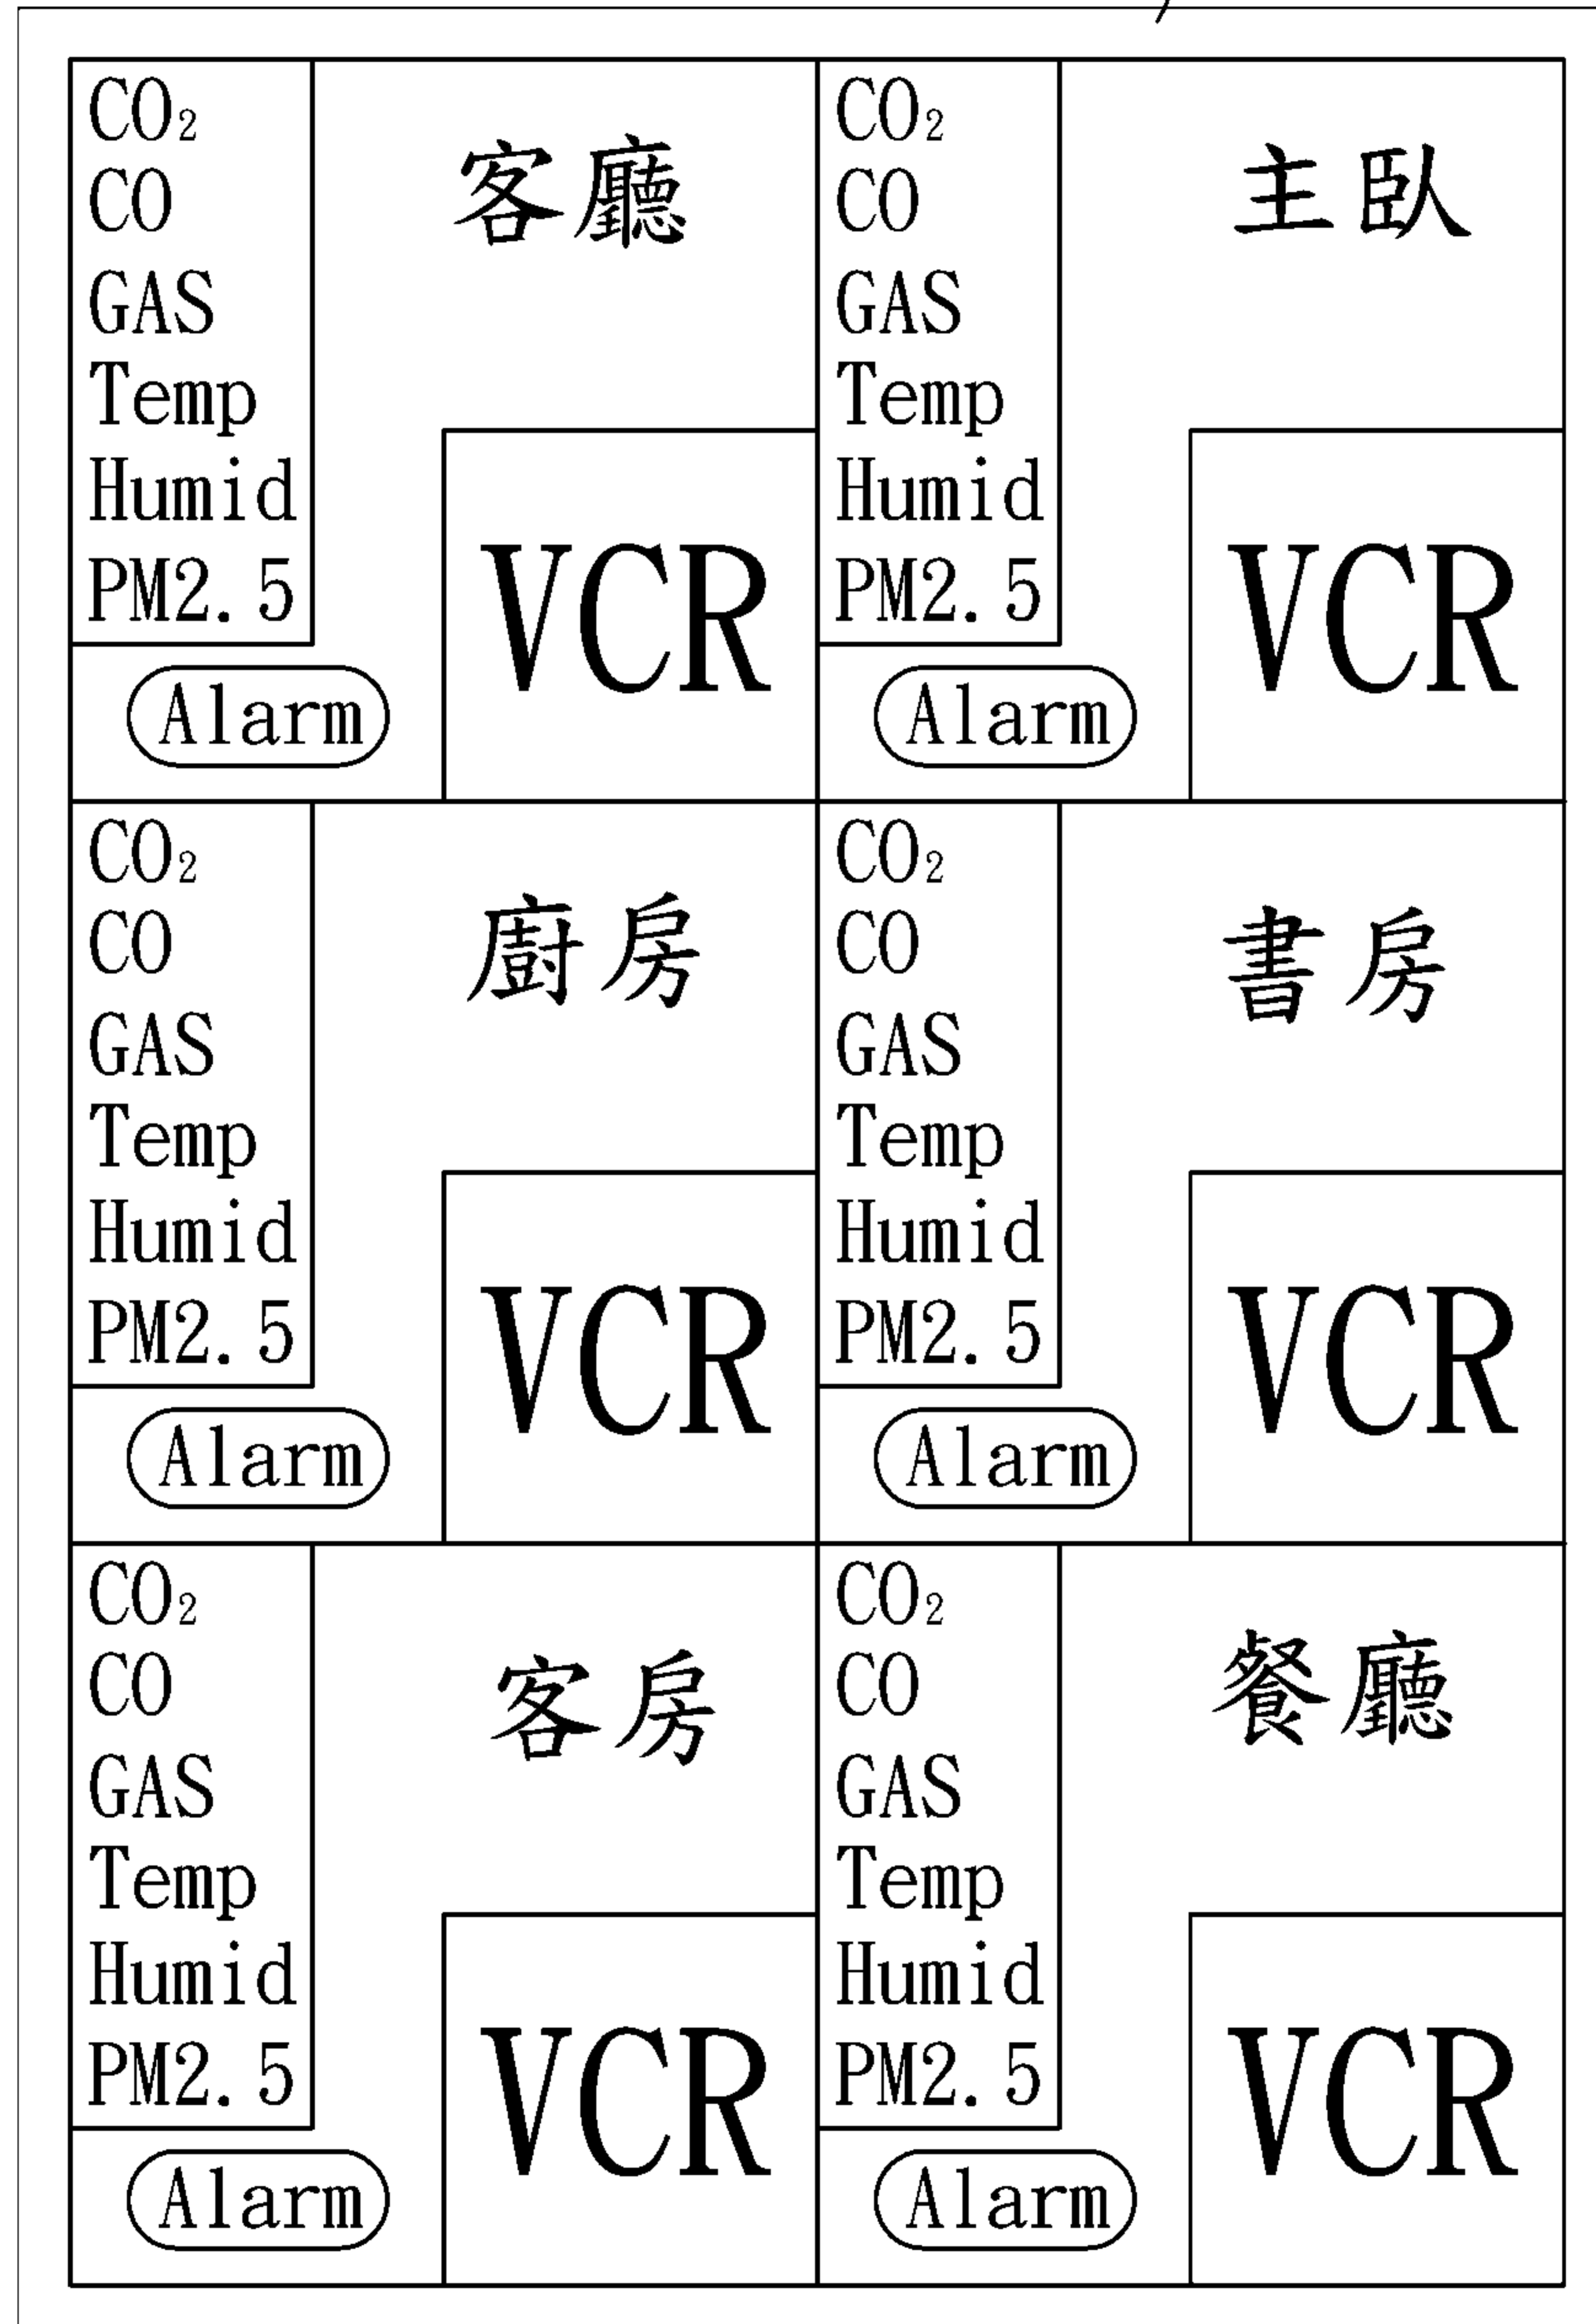 CO₂
CO
GAS
Temp
Humid
PM2.5
客廳
VCR
Alarm
CO₂
CO
GAS
Temp
Humid
PM2.5
主臥
VCR
Alarm
CO₂
CO
GAS
Temp
Humid
PM2.5
廚房
VCR
Alarm
CO₂
CO
GAS
Temp
Humid
PM2.5
書房
VCR
Alarm
CO₂
CO
GAS
Temp
Humid
PM2.5
客房
VCR
Alarm
CO₂
CO
GAS
Temp
Humid
PM2.5
餐廳
VCR
Alarm